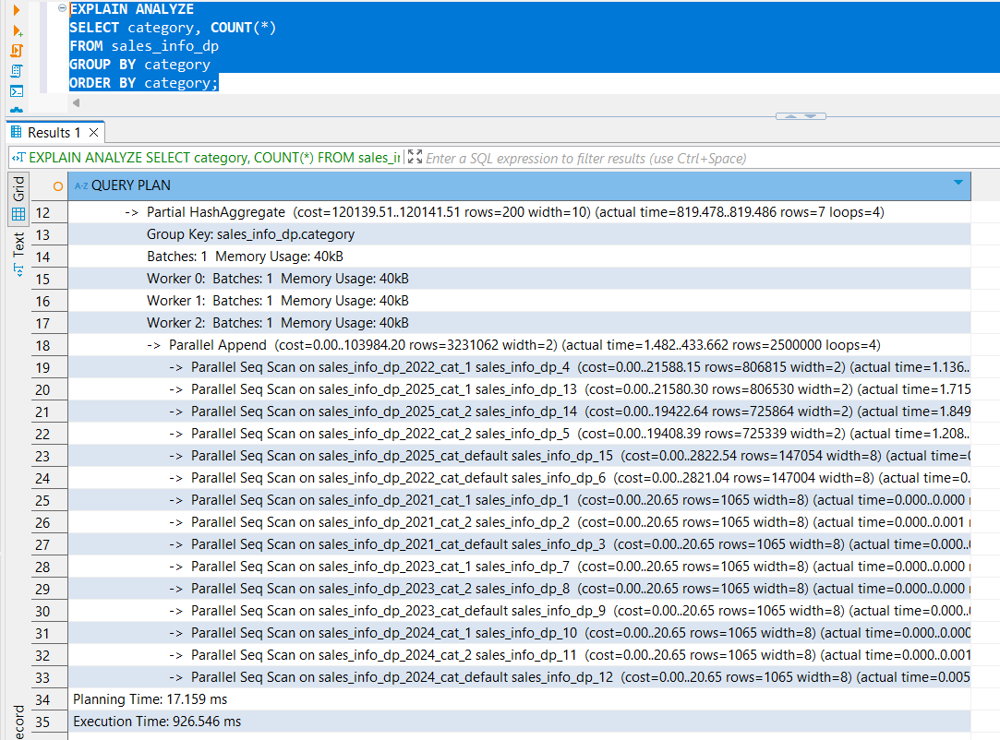 EXPLAIN ANALYZE
SELECT category, COUNT(*)
FROM sales_info_dp
GROUP BY category
ORDER BY category;
Results 1
EXPLAIN ANALYZE SELECT category, COUNT(*) FROM sales_in
Enter a SQL expression to filter results (use Ctrl+Space)
Grid
Text
A-Z QUERY PLAN
12 -> Partial HashAggregate (cost=120139.51..120141.51 rows=200 width=10) (actual time=819.478..819.486 rows=7 loops=4)
13 Group Key: sales_info_dp.category
14 Batches: 1 Memory Usage: 40kB
15 Worker 0: Batches: 1 Memory Usage: 40kB
16 Worker 1: Batches: 1 Memory Usage: 40kB
17 Worker 2: Batches: 1 Memory Usage: 40kB
18 -> Parallel Append (cost=0.00..103984.20 rows=3231062 width=2) (actual time=1.482..433.662 rows=2500000 loops=4)
19 -> Parallel Seq Scan on sales_info_dp_2022_cat_1 sales_info_dp_4 (cost=0.00..21588.15 rows=806815 width=2) (actual time=1.136..
20 -> Parallel Seq Scan on sales_info_dp_2025_cat_1 sales_info_dp_13 (cost=0.00..21580.30 rows=806530 width=2) (actual time=1.715
21 -> Parallel Seq Scan on sales_info_dp_2025_cat_2 sales_info_dp_14 (cost=0.00..19422.64 rows=725864 width=2) (actual time=1.849
22 -> Parallel Seq Scan on sales_info_dp_2022_cat_2 sales_info_dp_5 (cost=0.00..19408.39 rows=725339 width=2) (actual time=1.208..
23 -> Parallel Seq Scan on sales_info_dp_2025_cat_default sales_info_dp_15 (cost=0.00..2822.54 rows=147054 width=8) (actual time=
24 -> Parallel Seq Scan on sales_info_dp_2022_cat_default sales_info_dp_6 (cost=0.00..2821.04 rows=147004 width=8) (actual time=0.
25 -> Parallel Seq Scan on sales_info_dp_2021_cat_1 sales_info_dp_1 (cost=0.00..20.65 rows=1065 width=8) (actual time=0.000..0.000
26 -> Parallel Seq Scan on sales_info_dp_2021_cat_2 sales_info_dp_2 (cost=0.00..20.65 rows=1065 width=8) (actual time=0.000..0.001
27 -> Parallel Seq Scan on sales_info_dp_2021_cat_default sales_info_dp_3 (cost=0.00..20.65 rows=1065 width=8) (actual time=0.000..
28 -> Parallel Seq Scan on sales_info_dp_2023_cat_1 sales_info_dp_7 (cost=0.00..20.65 rows=1065 width=8) (actual time=0.000..0.000
29 -> Parallel Seq Scan on sales_info_dp_2023_cat_2 sales_info_dp_8 (cost=0.00..20.65 rows=1065 width=8) (actual time=0.000..0.000
30 -> Parallel Seq Scan on sales_info_dp_2023_cat_default sales_info_dp_9 (cost=0.00..20.65 rows=1065 width=8) (actual time=0.000..
31 -> Parallel Seq Scan on sales_info_dp_2024_cat_1 sales_info_dp_10 (cost=0.00..20.65 rows=1065 width=8) (actual time=0.000..0.000
32 -> Parallel Seq Scan on sales_info_dp_2024_cat_2 sales_info_dp_11 (cost=0.00..20.65 rows=1065 width=8) (actual time=0.000..0.001
33 -> Parallel Seq Scan on sales_info_dp_2024_cat_default sales_info_dp_12 (cost=0.00..20.65 rows=1065 width=8) (actual time=0.005
34 Planning Time: 17.159 ms
35 Execution Time: 926.546 ms
ecord